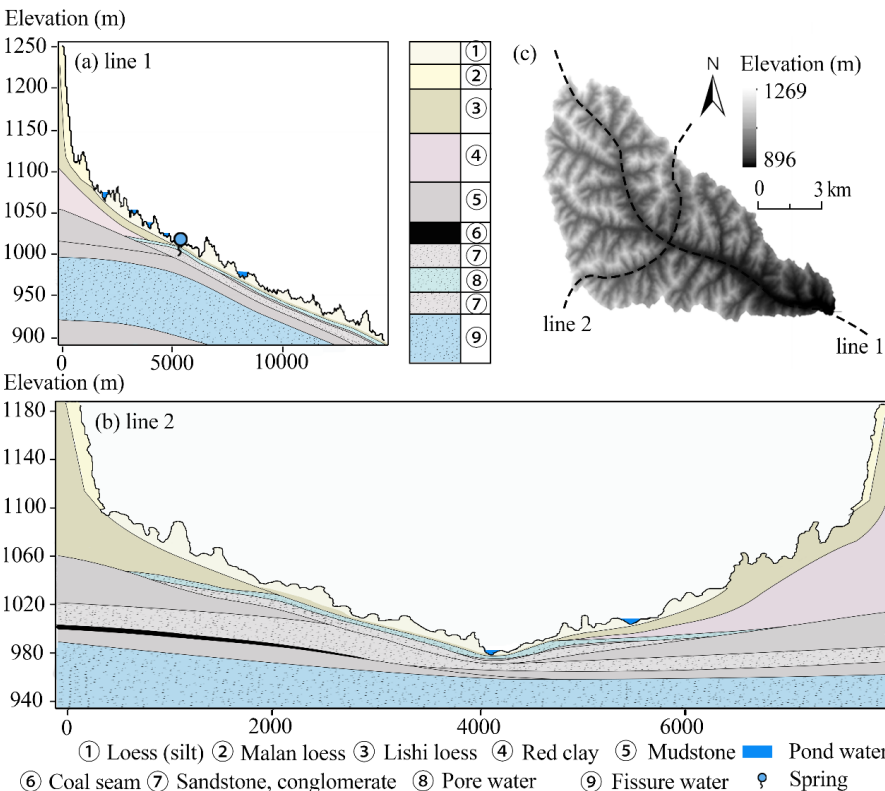 Elevation (m)
1250
1200
1150
1100
1050
1000
950
900
0 5000 10000
(a) line 1
①
②
③
④
⑤
⑥
⑦
⑧
⑦
⑨
(c)
N
Elevation (m)
1269
896
0 3 km
line 2
line 1
Elevation (m)
1180
1140
1100
1060
1020
980
940
(b) line 2
0 2000 4000 6000
① Loess (silt) ② Malan loess ③ Lishi loess ④ Red clay ⑤ Mudstone Pond water
⑥ Coal seam ⑦ Sandstone, conglomerate ⑧ Pore water ⑨ Fissure water Spring